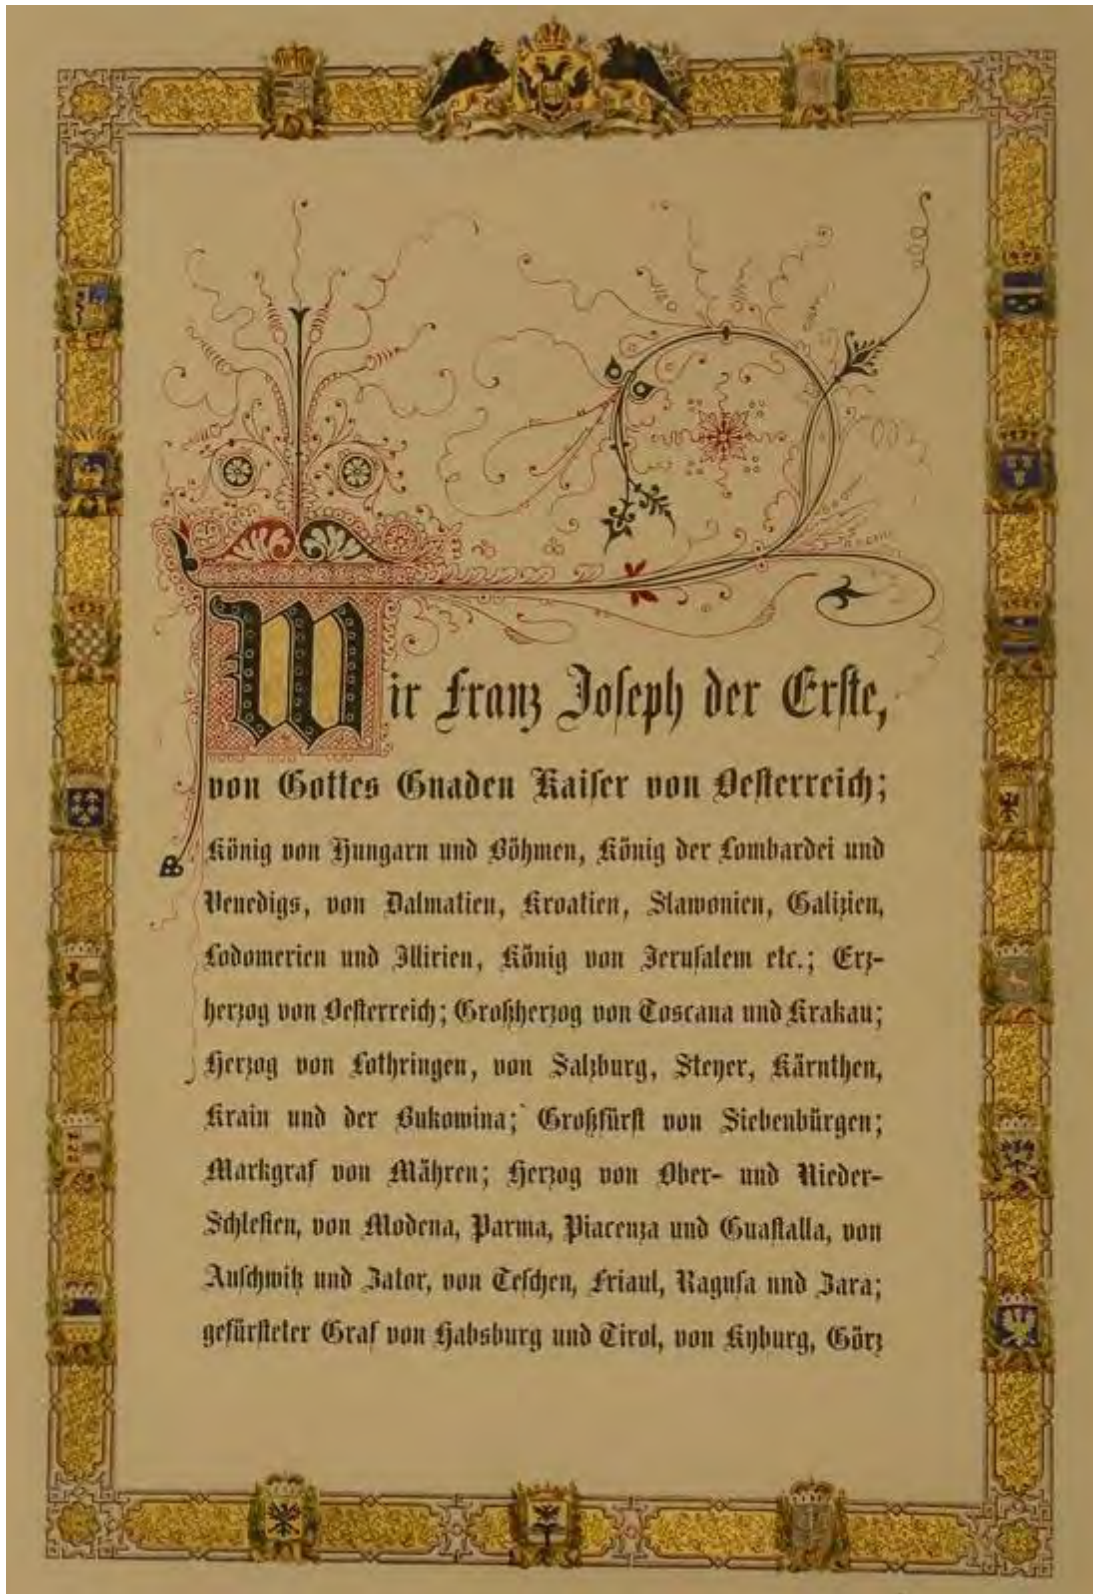 Wir Franz Joseph der Erste,
von Gottes Gnaden Kaiser von Oesterreich;
König von Hungarn und Böhmen, König der Lombardei und
Venedigs, von Dalmatien, Kroatien, Slawonien, Galizien,
Lodomerien und Illirien, König von Jerusalem etc.; Erz-
herzog von Oesterreich; Großherzog von Toscana und Krakau;
Herzog von Lothringen, von Salzburg, Steyer, Kärnthen,
Krain und der Bukowina; Großfürst von Siebenbürgen;
Markgraf von Mähren; Herzog von Ober- und Nieder-
Schlesien, von Modena, Parma, Piacenza und Guastalla, von
Auschwitz und Zator, von Teschen, Friaul, Ragusa und Zara;
gefürsteter Graf von Habsburg und Tirol, von Kyburg, Görz